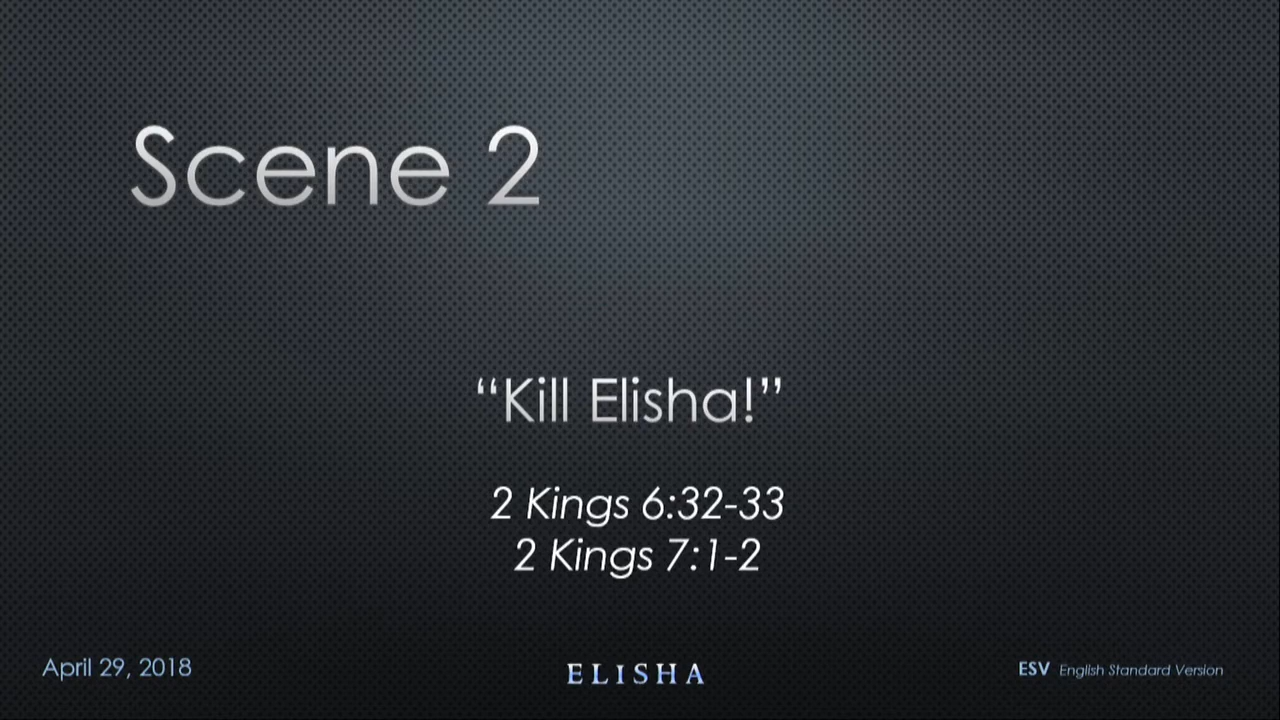 Scene 2
“Kill Elisha!”
2 Kings 6:32-33
2 Kings 7:1-2
April 29, 2018
ELISHA
ESV English Standard Version